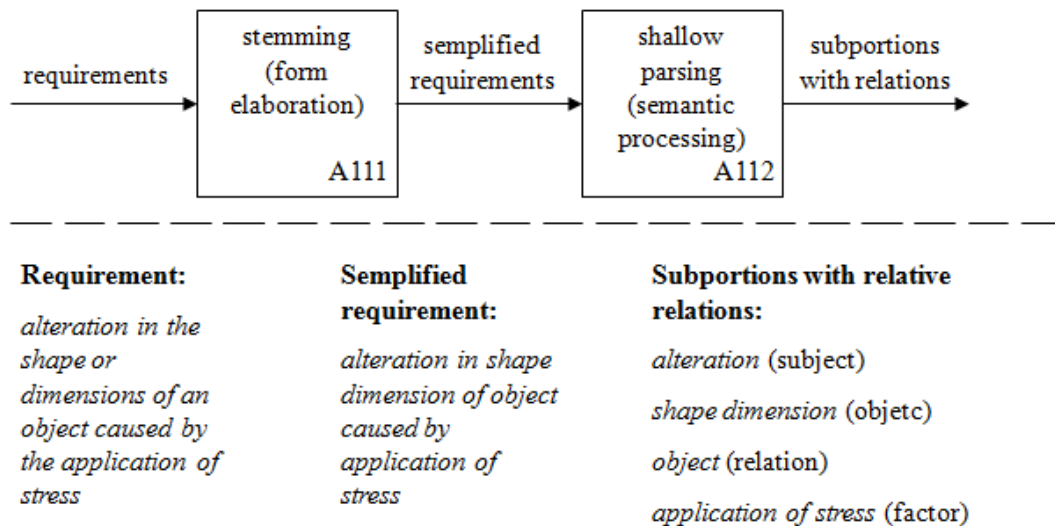 requirements
stemming
(form
elaboration)
A111
semplified
requirements
shallow
parsing
(semantic
processing)
A112
subportions
with relations
Requirement:
alteration in the
shape or
dimensions of an
object caused by
the application of
stress
Semplified
requirement:
alteration in shape
dimension of object
caused by
application of
stress
Subportions with relative
relations:
alteration (subject)
shape dimension (objetc)
object (relation)
application of stress (factor)